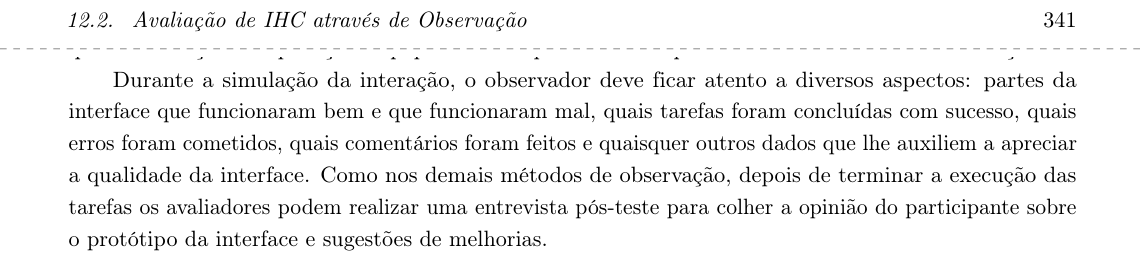 12.2. Avaliação de IHC através de Observação 341
Durante a simulação da interação, o observador deve ficar atento a diversos aspectos: partes da
interface que funcionaram bem e que funcionaram mal, quais tarefas foram concluídas com sucesso, quais
erros foram cometidos, quais comentários foram feitos e quaisquer outros dados que lhe auxiliem a apreciar
a qualidade da interface. Como nos demais métodos de observação, depois de terminar a execução das
tarefas os avaliadores podem realizar uma entrevista pós-teste para colher a opinião do participante sobre
o protótipo da interface e sugestões de melhorias.